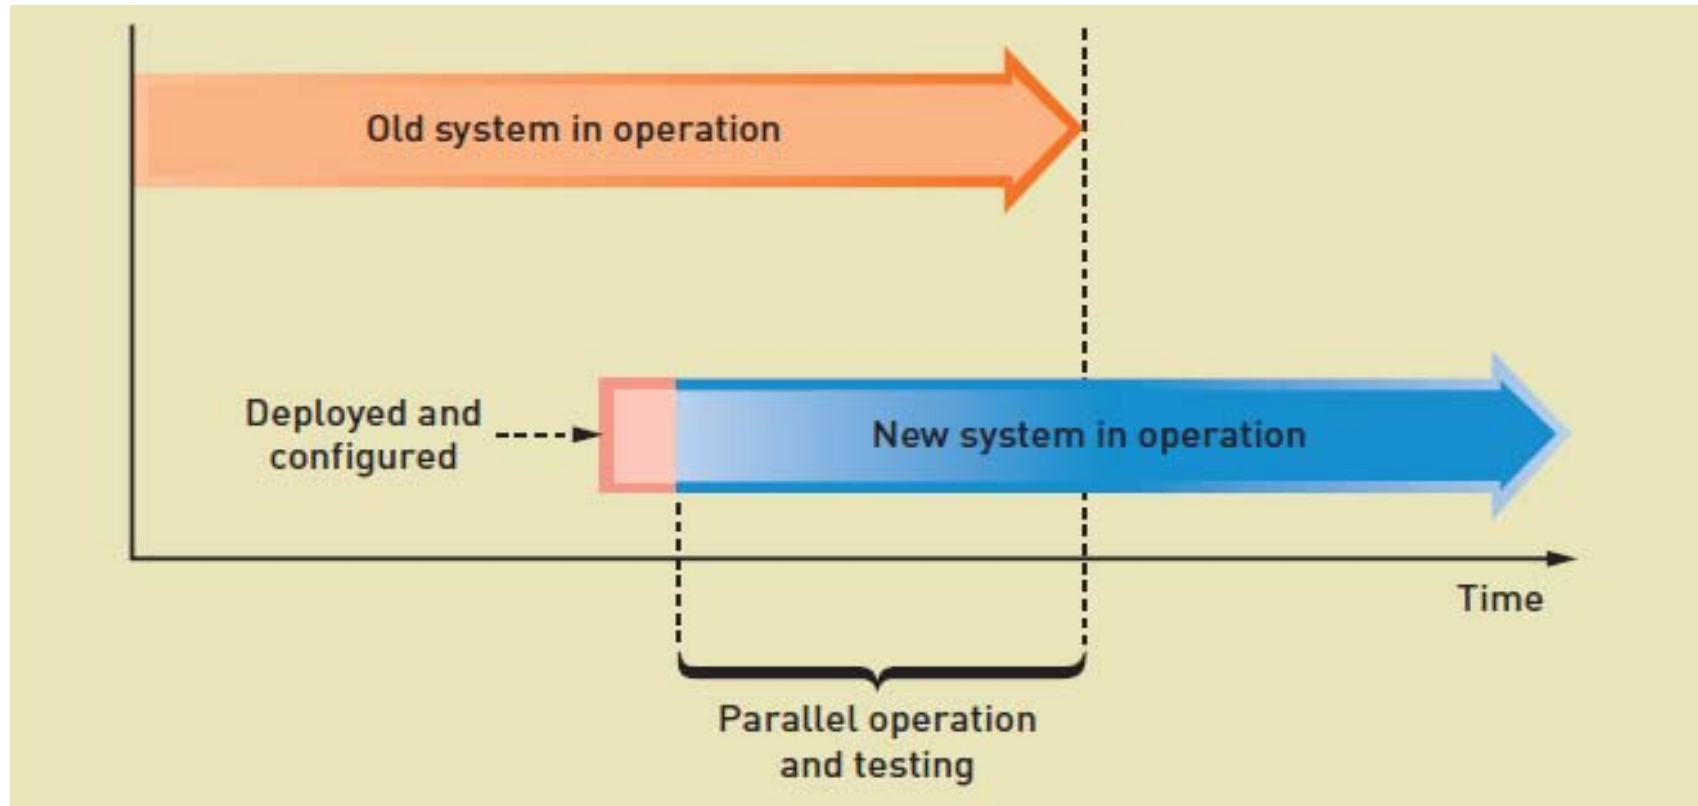 Old system in operation
Deployed and
configured
New system in operation
Time
Parallel operation
and testing